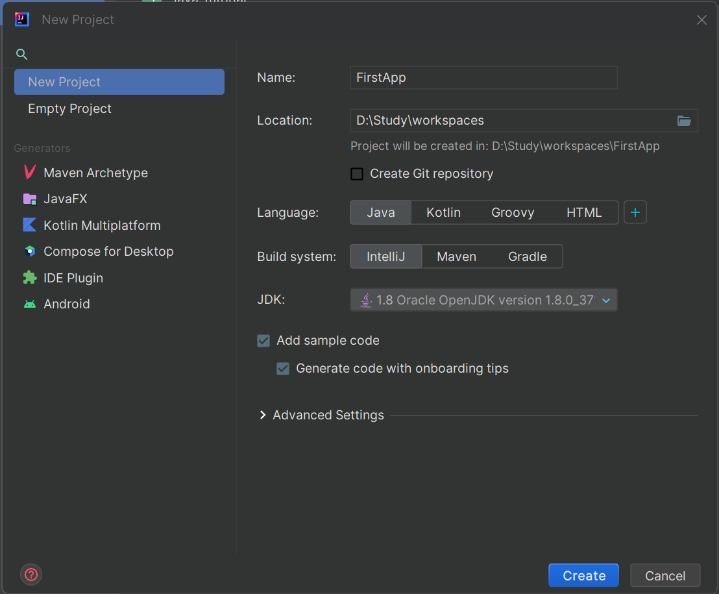 New Project
New Project
Empty Project
Generators
Maven Archetype
JavaFX
Kotlin Multiplatform
Compose for Desktop
IDE Plugin
Android
Name: FirstApp
Location: D:\Study\workspaces
Project will be created in: D:\Study\workspaces\FirstApp
Create Git repository
Language: Java Kotlin Groovy HTML +
Build system: IntelliJ Maven Gradle
JDK: 1.8 Oracle OpenJDK version 1.8.0_37
Add sample code
Generate code with onboarding tips
Advanced Settings
? Create Cancel